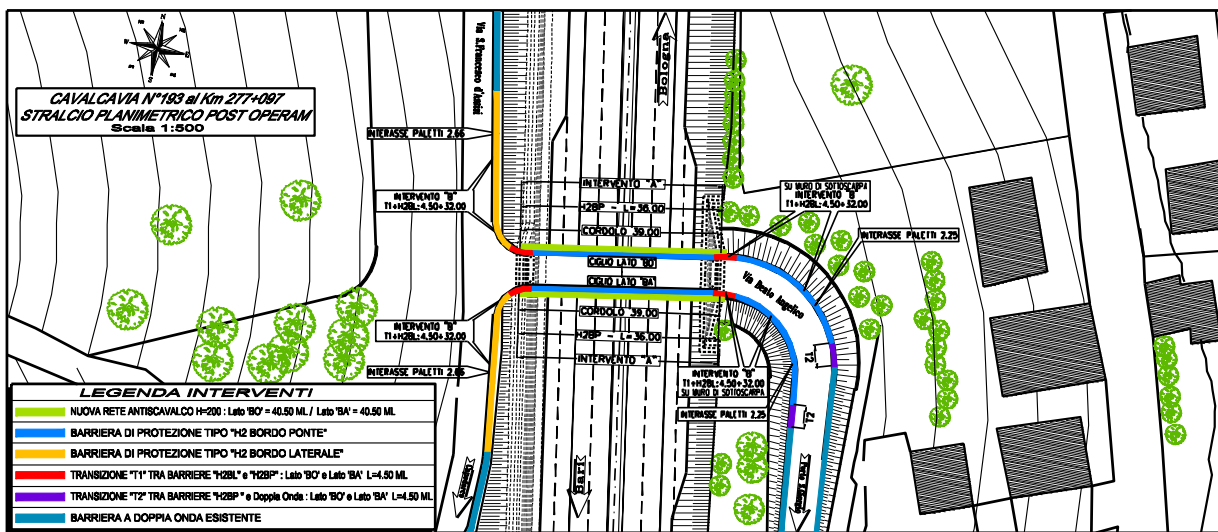 CAVALCAVIA N°193 al Km 277+097
STRALCIO PLANIMETRICO POST OPERAM
Scala 1:500
Via S.Francesco d'Assisi
Bologna
INTERASSE PALETTI 2.66
INTERVENTO "B"
T1+H2BL:4.50+32.00
INTERVENTO "A"
H2BP - L=36.00
CORDOLO 39.00
CIGLIO LATO 'BO'
CIGLIO LATO 'BA'
CORDOLO 39.00
H2BP - L=36.00
INTERVENTO "A"
SU MURO DI SOTTOSCARPA
INTERVENTO "B"
T1+H2BL:4.50+32.00
INTERASSE PALETTI 2.25
Via Beato Angelico
INTERVENTO "B"
T1+H2BL:4.50+32.00
INTERASSE PALETTI 2.66
INTERVENTO "B"
T1+H2BL:4.50+32.00
SU MURO DI SOTTOSCARPA
INTERASSE PALETTI 2.25
T2
T2
Bari
LEGENDA INTERVENTI
NUOVA RETE ANTISCAVALCO H=200 : Lato 'BO' = 40.50 ML / Lato 'BA' = 40.50 ML
BARRIERA DI PROTEZIONE TIPO "H2 BORDO PONTE"
BARRIERA DI PROTEZIONE TIPO "H2 BORDO LATERALE"
TRANSIZIONE "T1" TRA BARRIERE "H2BL" e "H2BP" : Lato 'BO' e Lato 'BA' L=4.50 ML
TRANSIZIONE "T2" TRA BARRIERE "H2BP" e Doppia Onda : Lato 'BO' e Lato 'BA' L=4.50 ML
BARRIERA A DOPPIA ONDA ESISTENTE